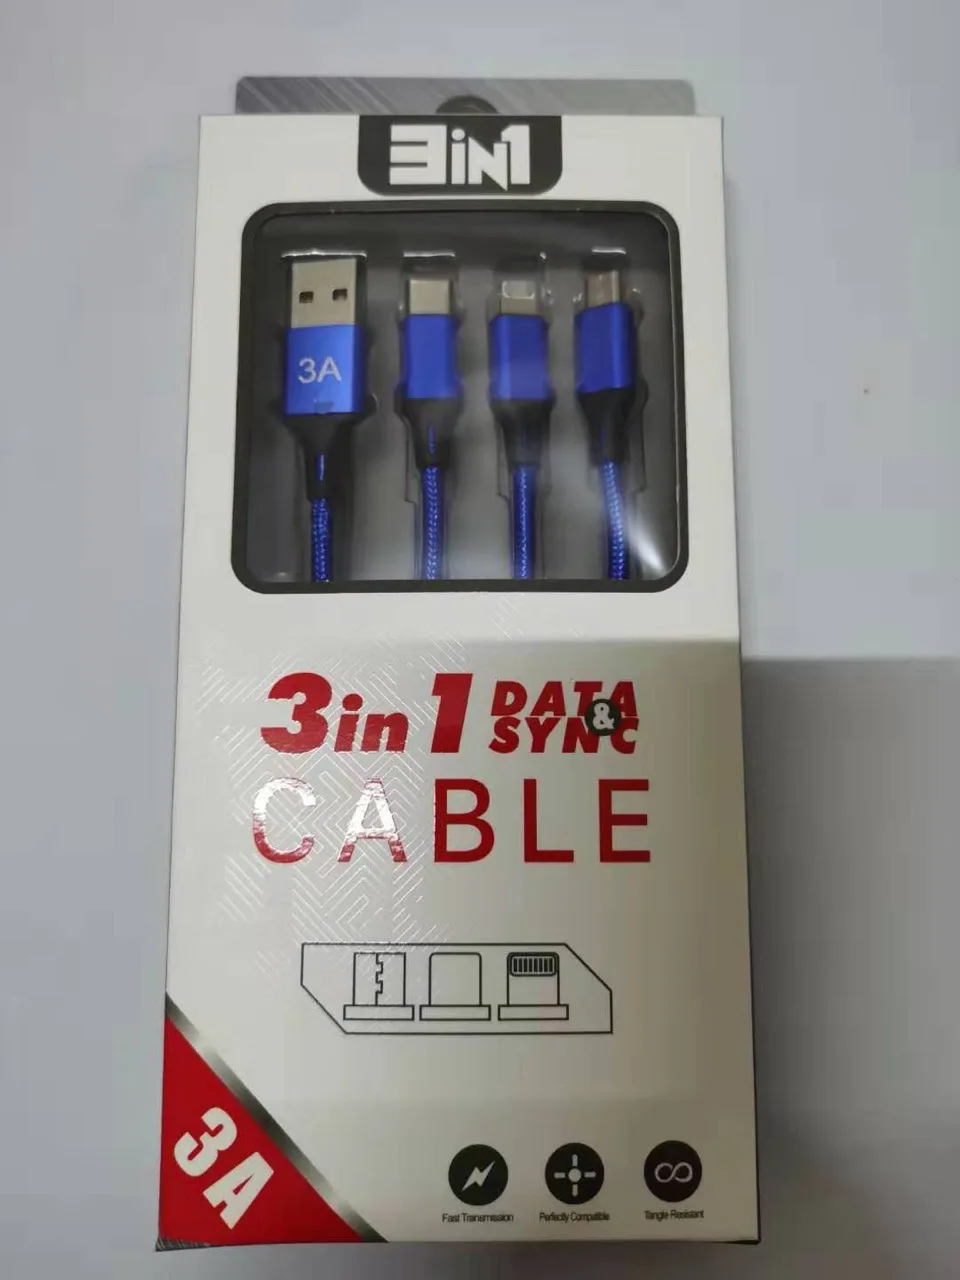 3iN1
3A
3in1 DATA
& SYNC
CABLE
3A
Fast Transmission
Perfectly Compatible
Tangle Resistant